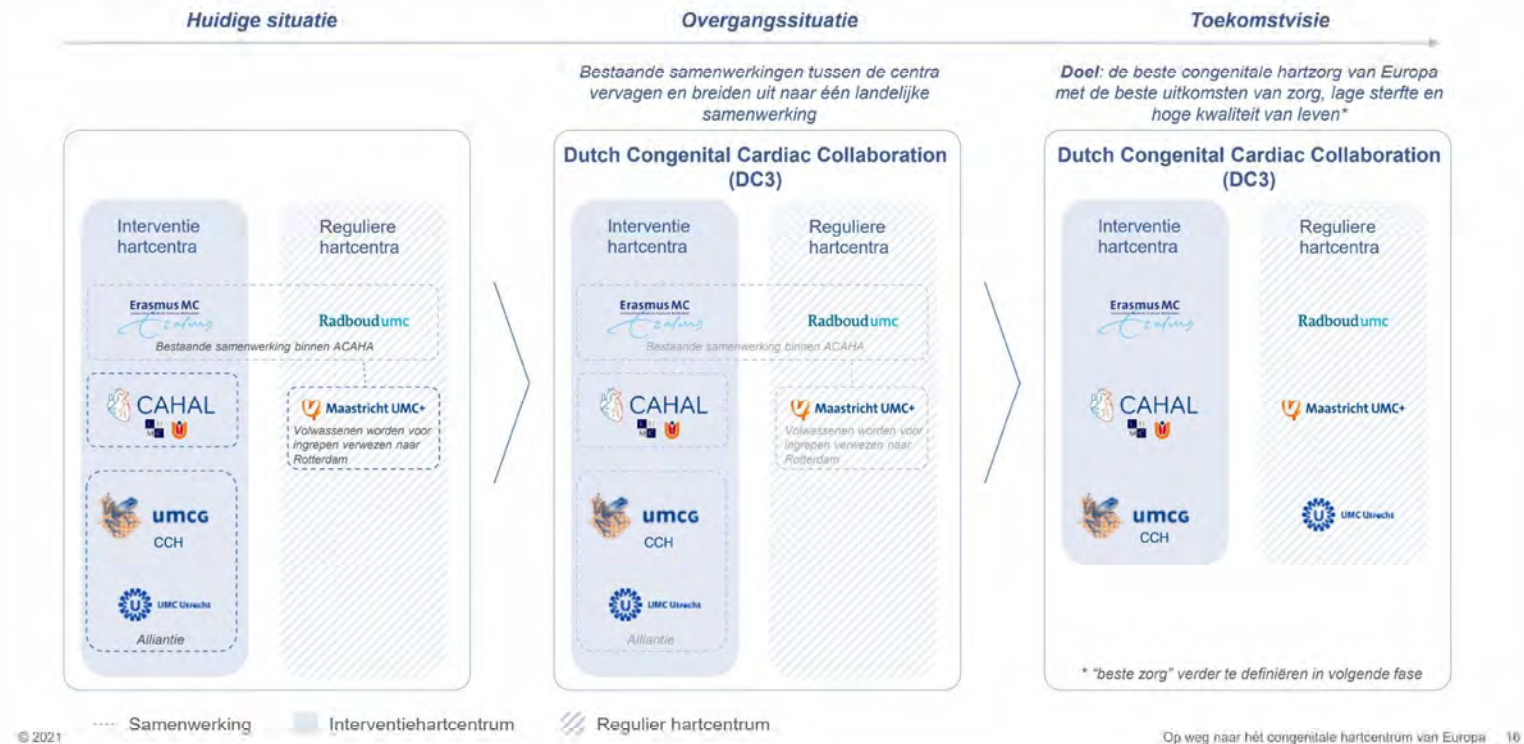 Huidige situatie
Overgangssituatie
Toekomstvisie
Bestaande samenwerkingen tussen de centra
vervagen en breiden uit naar één landelijke
samenwerking
Doel: de beste congenitale hartzorg van Europa
met de beste uitkomsten van zorg, lage sterfte en
hoge kwaliteit van leven*
Interventie
hartcentra
Reguliere
hartcentra
Erasmus MC
Erasmus
Radboudumc
Bestaande samenwerking binnen ACAHA
CAHAL
Maastricht UMC+
Volwassenen worden voor
ingrepen verwezen naar
Rotterdam
umcg
CCH
UMC Utrecht
Alliantie
Dutch Congenital Cardiac Collaboration
(DC3)
Interventie
hartcentra
Reguliere
hartcentra
Erasmus MC
Erasmus
Radboudumc
Bestaande samenwerking binnen ACAHA
CAHAL
Maastricht UMC+
Volwassenen worden voor
ingrepen verwezen naar
Rotterdam
umcg
CCH
UMC Utrecht
Alliantie
Dutch Congenital Cardiac Collaboration
(DC3)
Interventie
hartcentra
Reguliere
hartcentra
Erasmus MC
Erasmus
Radboudumc
CAHAL
Maastricht UMC+
umcg
CCH
UMC Utrecht
* "beste zorg" verder te definiëren in volgende fase
Samenwerking
Interventiehartcentrum
Regulier hartcentrum
© 2021
Op weg naar hét congenitale hartcentrum van Europa 16